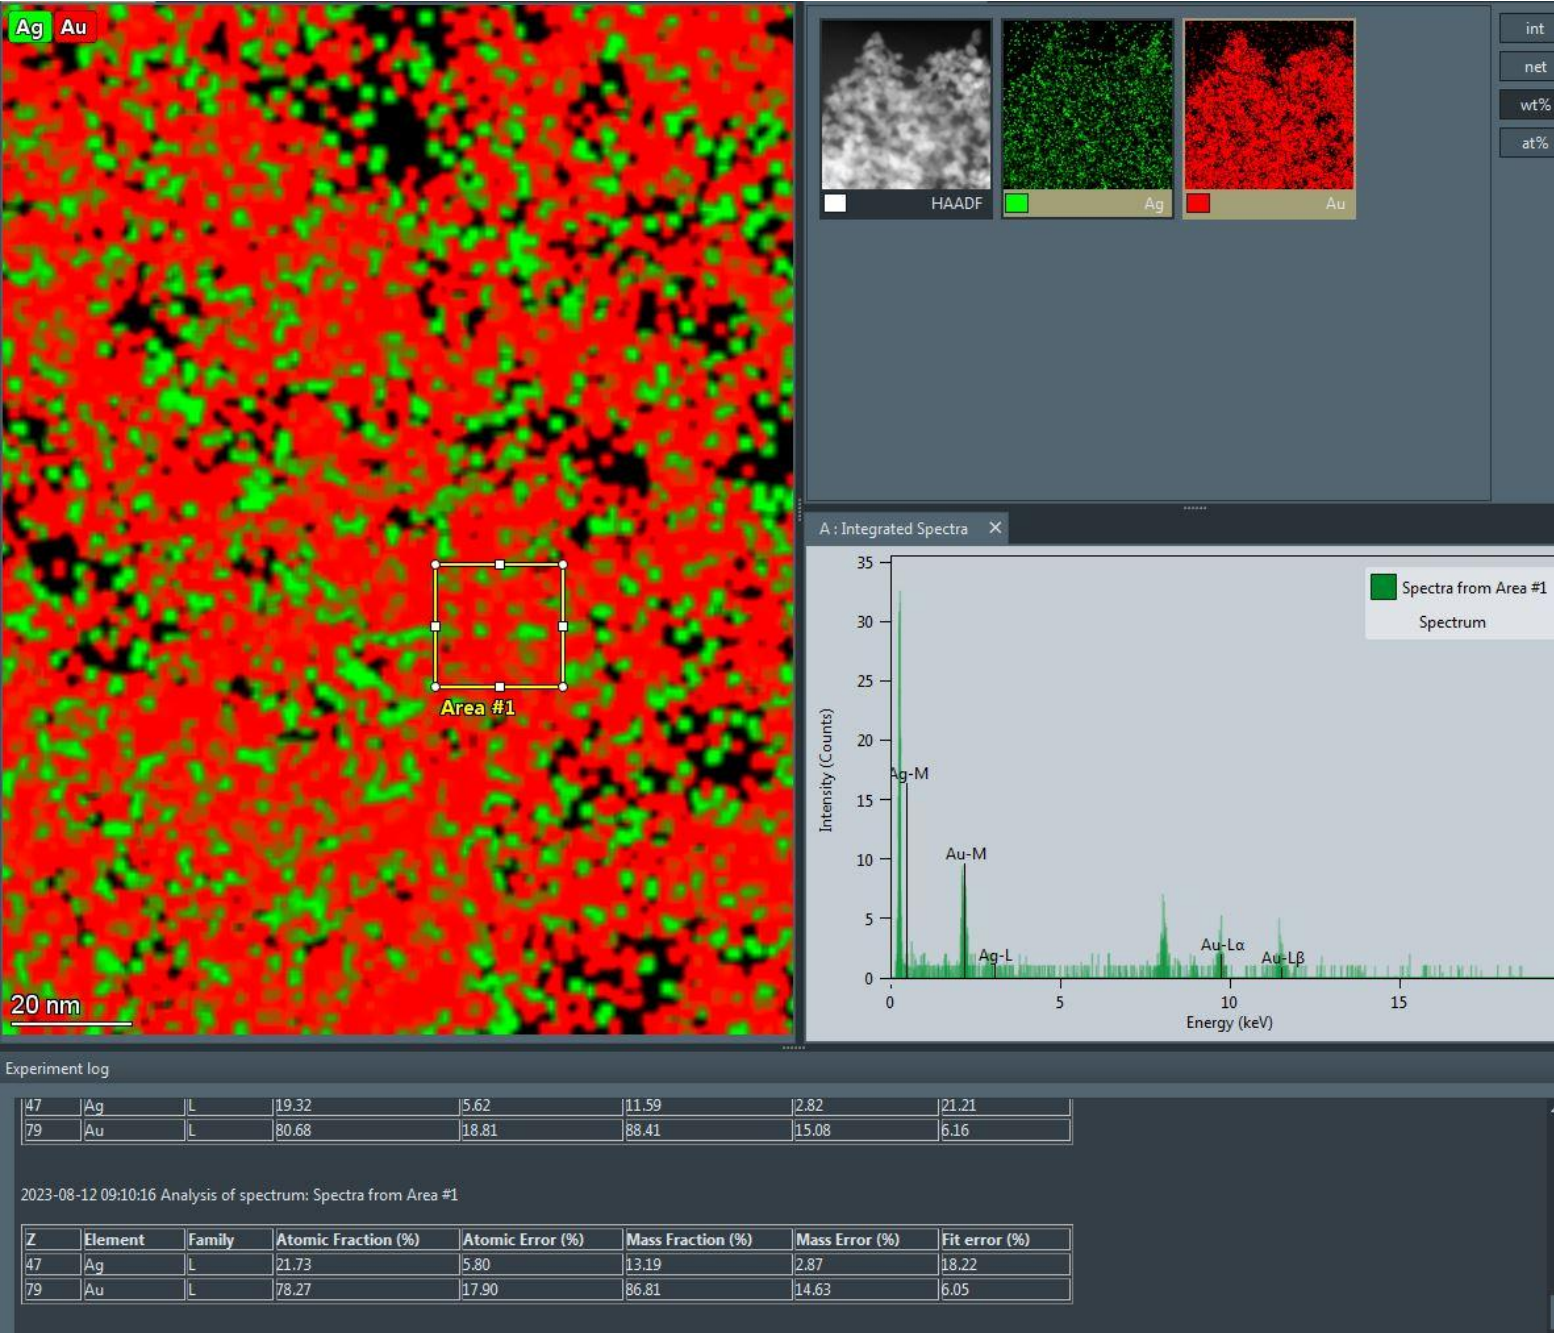 Ag Au
int
net
wt%
at%
HAADF
Ag
Au
20 nm
Area #1
A : Integrated Spectra ✕
35
30
25
20
15
10
5
0
Intensity (Counts)
Spectra from Area #1
Spectrum
Ag-M
Au-M
Ag-L
Au-Lα
Au-Lβ
0 5 10 15
Energy (keV)
Experiment log
47 Ag L 19.32 5.62 11.59 2.82 21.21
79 Au L 80.68 18.81 88.41 15.08 6.16
2023-08-12 09:10:16 Analysis of spectrum: Spectra from Area #1
Z Element Family Atomic Fraction (%) Atomic Error (%) Mass Fraction (%) Mass Error (%) Fit error (%)
47 Ag L 21.73 5.80 13.19 2.87 18.22
79 Au L 78.27 17.90 86.81 14.63 6.05